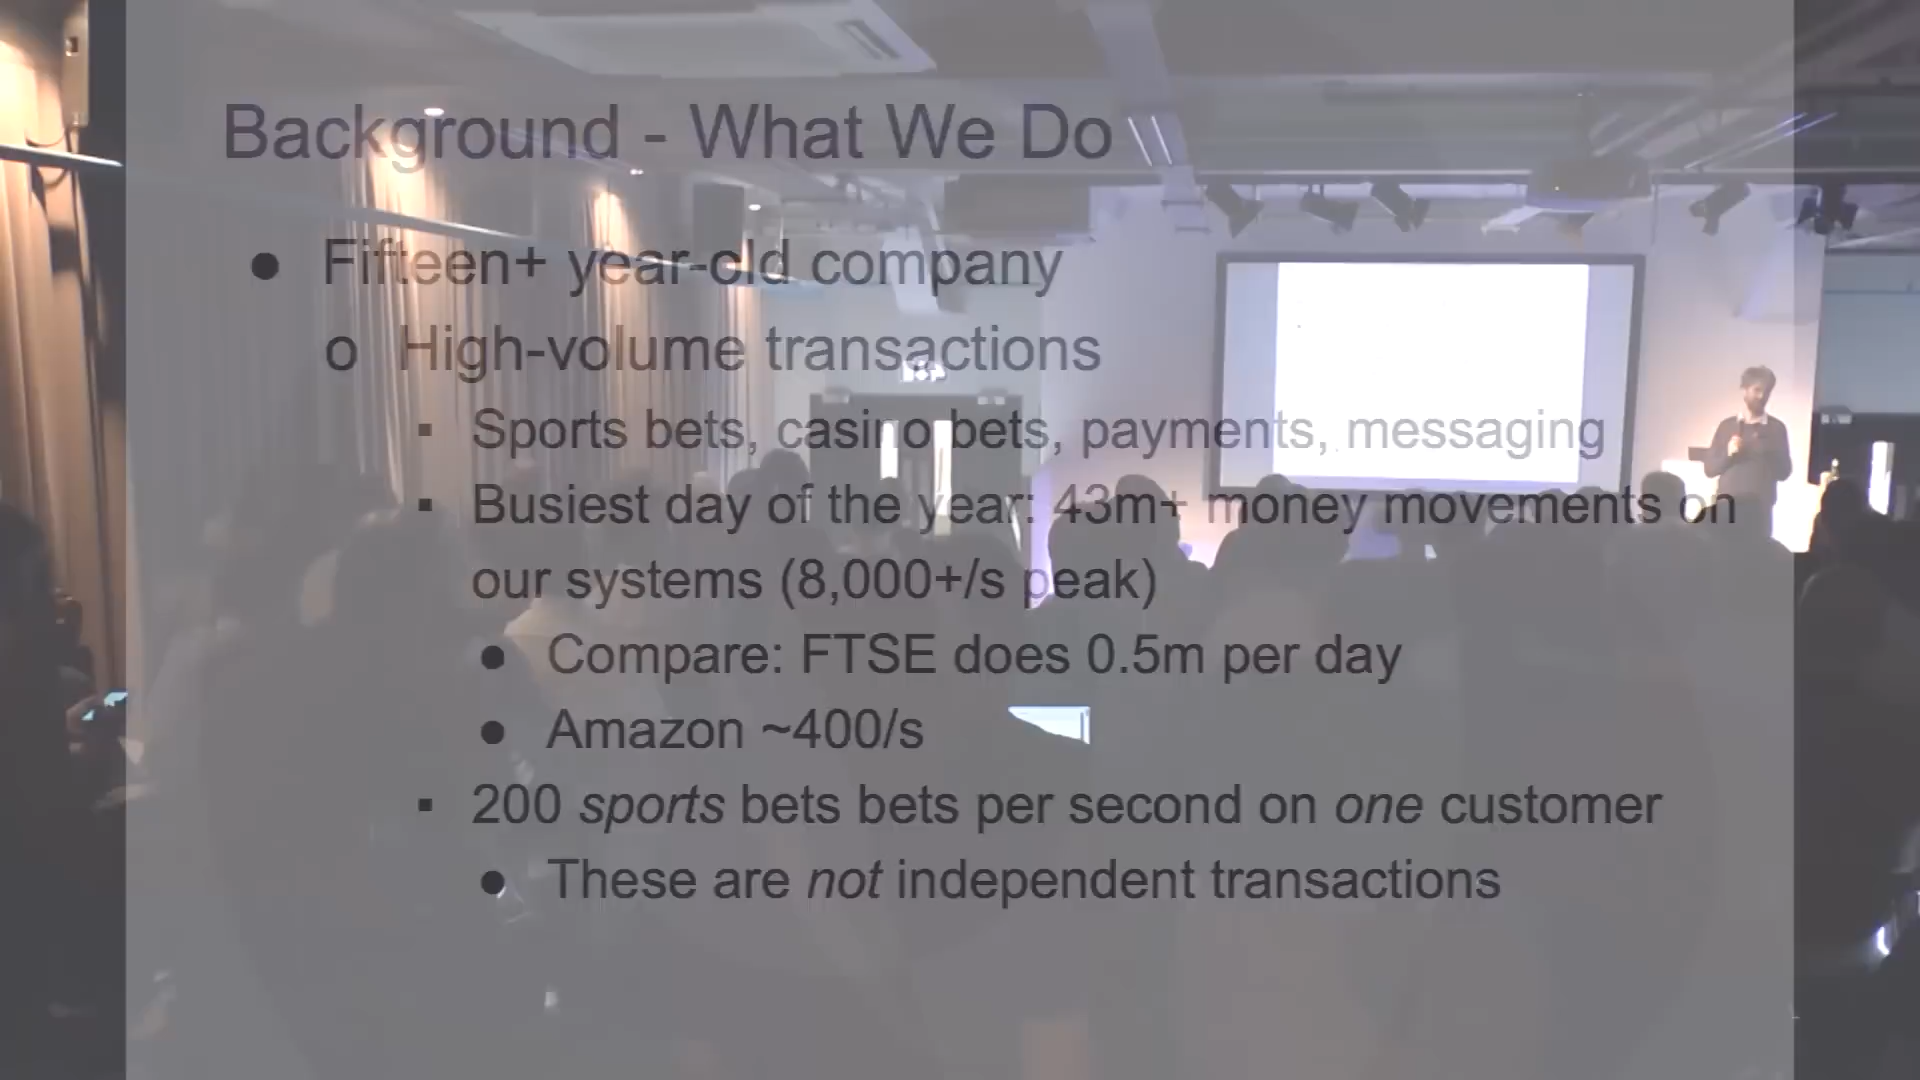 Background - What We Do
● Fifteen+ year-old company
o High-volume transactions
▪ Sports bets, casino bets, payments, messaging
▪ Busiest day of the year: 43m+ money movements on
our systems (8,000+/s peak)
● Compare: FTSE does 0.5m per day
● Amazon ~400/s
▪ 200 sports bets bets per second on one customer
● These are not independent transactions